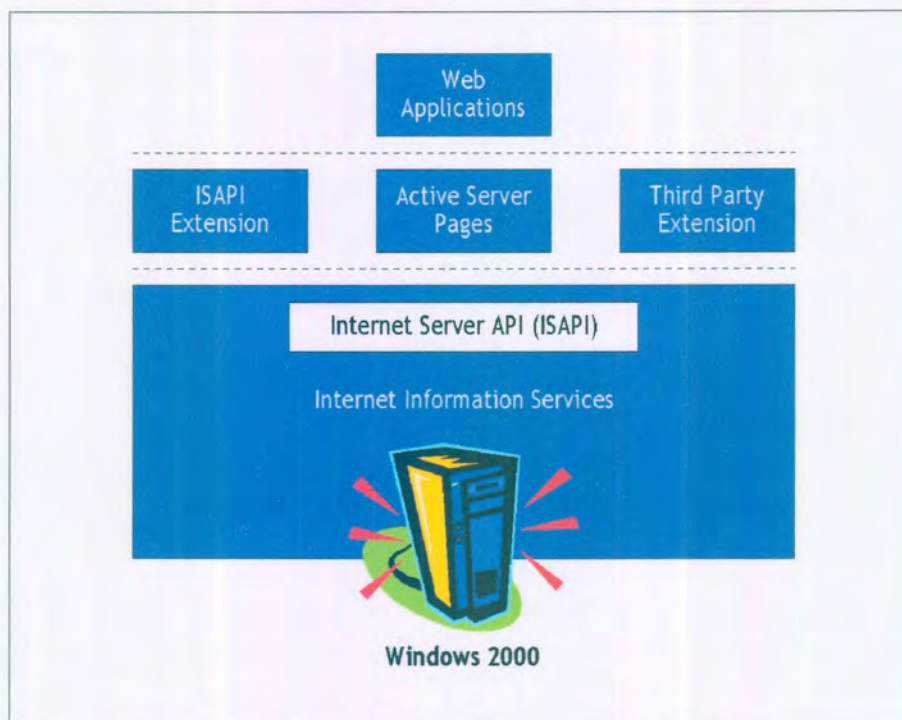 Web
Applications
ISAPI
Extension
Active Server
Pages
Third Party
Extension
Internet Server API (ISAPI)
Internet Information Services
Windows 2000